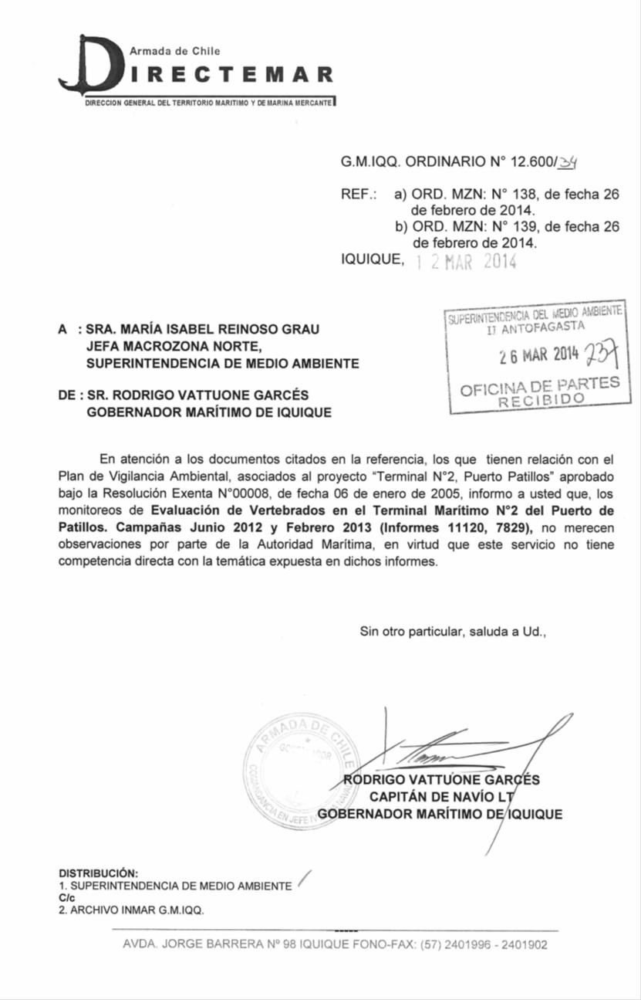 Armada de Chile
DIRECTEMAR
DIRECCION GENERAL DEL TERRITORIO MARITIMO Y DE MARINA MERCANTE
G.M.IQQ. ORDINARIO N° 12.600/34
REF.: a) ORD. MZN: N° 138, de fecha 26
de febrero de 2014.
b) ORD. MZN: N° 139, de fecha 26
de febrero de 2014.
IQUIQUE, 12 MAR 2014
SUPERINTENDENCIA DEL MEDIO AMBIENTE
II ANTOFAGASTA
26 MAR 2014 237
OFICINA DE PARTES
RECIBIDO
A : SRA. MARÍA ISABEL REINOSO GRAU
JEFA MACROZONA NORTE,
SUPERINTENDENCIA DE MEDIO AMBIENTE
DE : SR. RODRIGO VATTUONE GARCÉS
GOBERNADOR MARÍTIMO DE IQUIQUE
En atención a los documentos citados en la referencia, los que tienen relación con el
Plan de Vigilancia Ambiental, asociados al proyecto “Terminal N°2, Puerto Patillos” aprobado
bajo la Resolución Exenta N°00008, de fecha 06 de enero de 2005, informo a usted que, los
monitoreos de Evaluación de Vertebrados en el Terminal Marítimo N°2 del Puerto de
Patillos. Campañas Junio 2012 y Febrero 2013 (Informes 11120, 7829), no merecen
observaciones por parte de la Autoridad Marítima, en virtud que este servicio no tiene
competencia directa con la temática expuesta en dichos informes.
Sin otro particular, saluda a Ud.,
ARMADA DE CHILE
GOBERNADOR
COMANDANCIA EN JEFE IV ZONA NAVAL
RODRIGO VATTUONE GARCÉS
CAPITÁN DE NAVÍO LT
GOBERNADOR MARÍTIMO DE IQUIQUE
DISTRIBUCIÓN:
1. SUPERINTENDENCIA DE MEDIO AMBIENTE
C/c
2. ARCHIVO INMAR G.M.IQQ.
AVDA. JORGE BARRERA Nº 98 IQUIQUE FONO-FAX: (57) 2401996 - 2401902